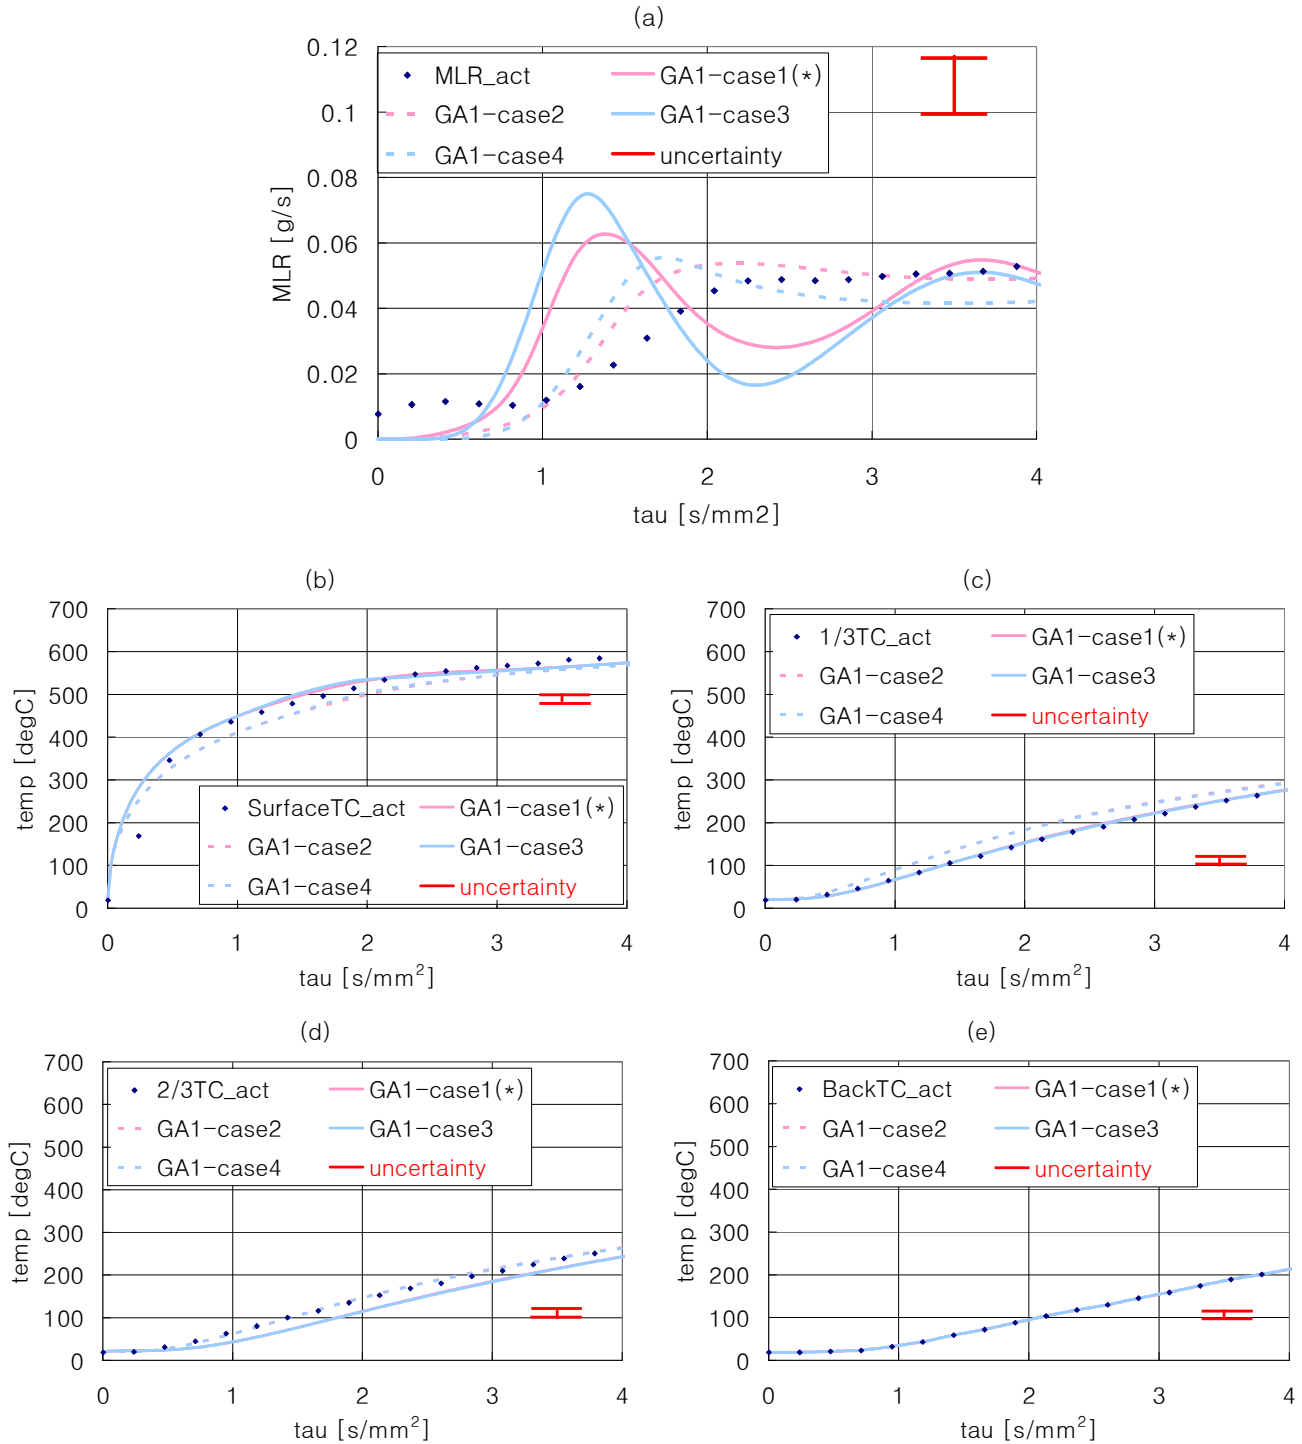 (a)
0.12
0.1
0.08
0.06
0.04
0.02
0
MLR [g/s]
MLR_act
GA1-case1(*)
GA1-case2
GA1-case3
GA1-case4
uncertainty
0 1 2 3 4
tau [s/mm2]
(b)
700
600
500
400
300
200
100
0
temp [degC]
SurfaceTC_act
GA1-case1(*)
GA1-case2
GA1-case3
GA1-case4
uncertainty
0 1 2 3 4
tau [s/mm²]
(c)
700
600
500
400
300
200
100
0
temp [degC]
1/3TC_act
GA1-case1(*)
GA1-case2
GA1-case3
GA1-case4
uncertainty
0 1 2 3 4
tau [s/mm²]
(d)
700
600
500
400
300
200
100
0
temp [degC]
2/3TC_act
GA1-case1(*)
GA1-case2
GA1-case3
GA1-case4
uncertainty
0 1 2 3 4
tau [s/mm²]
(e)
700
600
500
400
300
200
100
0
temp [degC]
BackTC_act
GA1-case1(*)
GA1-case2
GA1-case3
GA1-case4
uncertainty
0 1 2 3 4
tau [s/mm²]